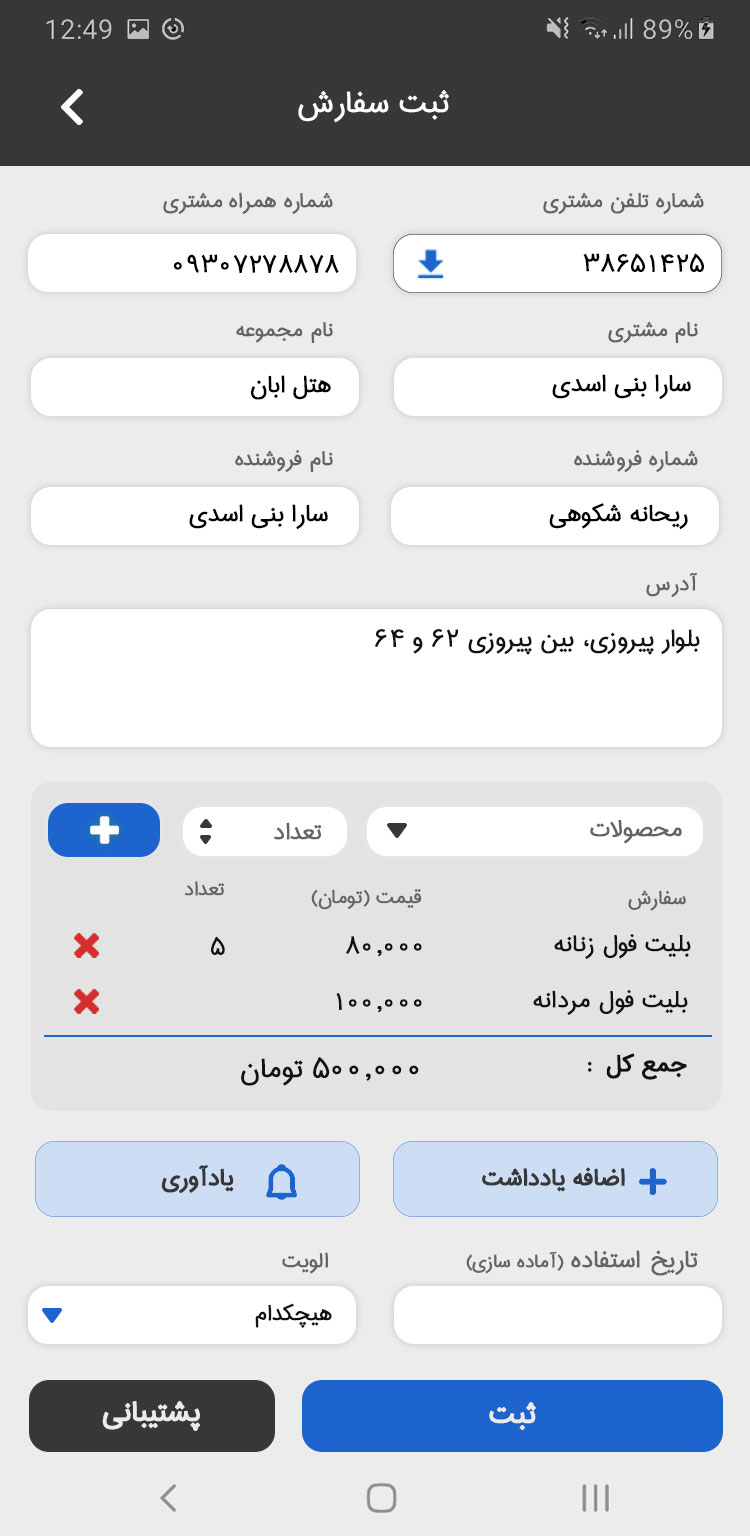 12:49 89%
ثبت سفارش
شماره تلفن مشتری شماره همراه مشتری
۳۸۶۵۱۴۲۵ ۰۹۳۰۷۲۷۸۸۷۸
نام مشتری نام مجموعه
سارا بنی اسدی هتل ابان
شماره فروشنده نام فروشنده
ریحانه شکوهی سارا بنی اسدی
آدرس
بلوار پیروزی، بین پیروزی ۶۲ و ۶۴
محصولات تعداد
سفارش قیمت (تومان) تعداد
بلیت فول زنانه ۸۰,۰۰۰ ۵
بلیت فول مردانه ۱۰۰,۰۰۰
جمع کل : ۵۰۰,۰۰۰ تومان
اضافه یادداشت یادآوری
تاریخ استفاده (آماده سازی) الویت
هیچکدام
ثبت پشتیبانی